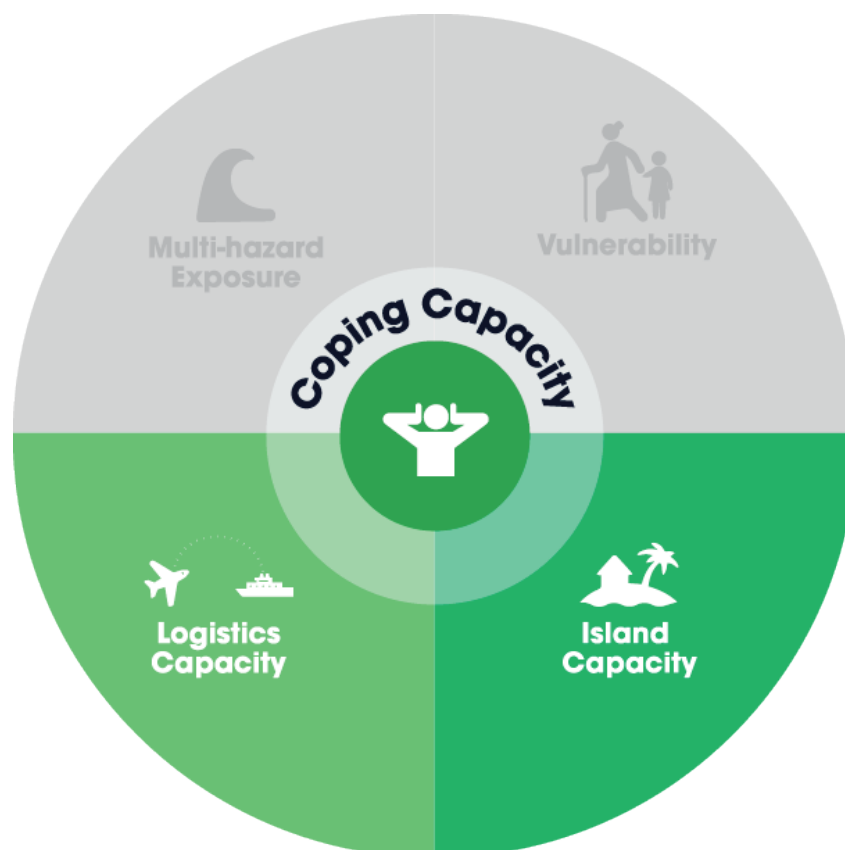 Multi-hazard
Exposure
Vulnerability
Coping Capacity
Logistics
Capacity
Island
Capacity